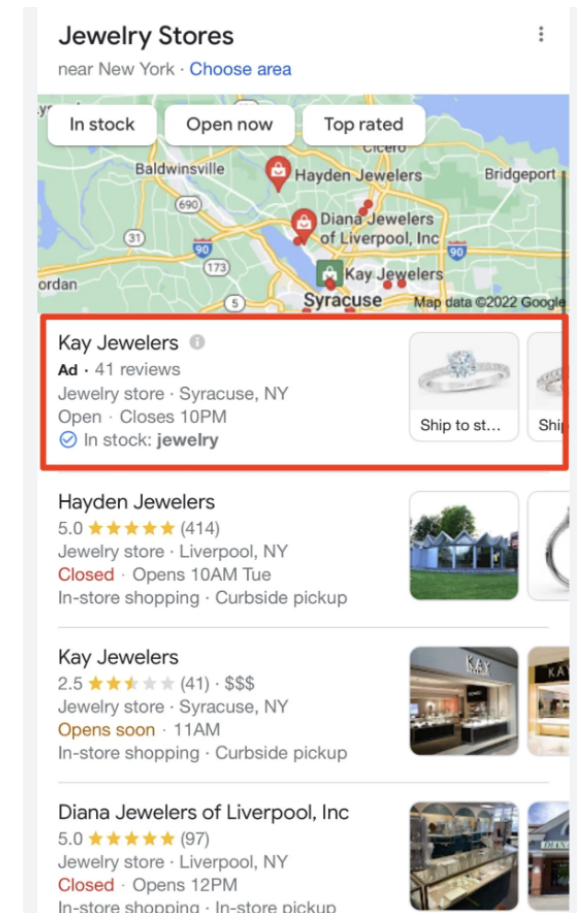 Jewelry Stores
near New York · Choose area
In stock
Open now
Top rated
Cicero
Baldwinsville
Hayden Jewelers
Bridgeport
690
31
Diana Jewelers
of Liverpool, Inc
90
90
173
Kay Jewelers
ordan
5
Syracuse
Map data ©2022 Google
Kay Jewelers
Ad · 41 reviews
Jewelry store · Syracuse, NY
Open · Closes 10PM
In stock: jewelry
Ship to st...
Ship
Hayden Jewelers
5.0 ★★★★★ (414)
Jewelry store · Liverpool, NY
Closed · Opens 10AM Tue
In-store shopping · Curbside pickup
Kay Jewelers
2.5 (41) · $$$
Jewelry store · Syracuse, NY
Opens soon · 11AM
In-store shopping · Curbside pickup
KAY
KAY
Diana Jewelers of Liverpool, Inc
5.0 ★★★★★ (97)
Jewelry store · Liverpool, NY
Closed · Opens 12PM
In-store shopping · In-store pickup